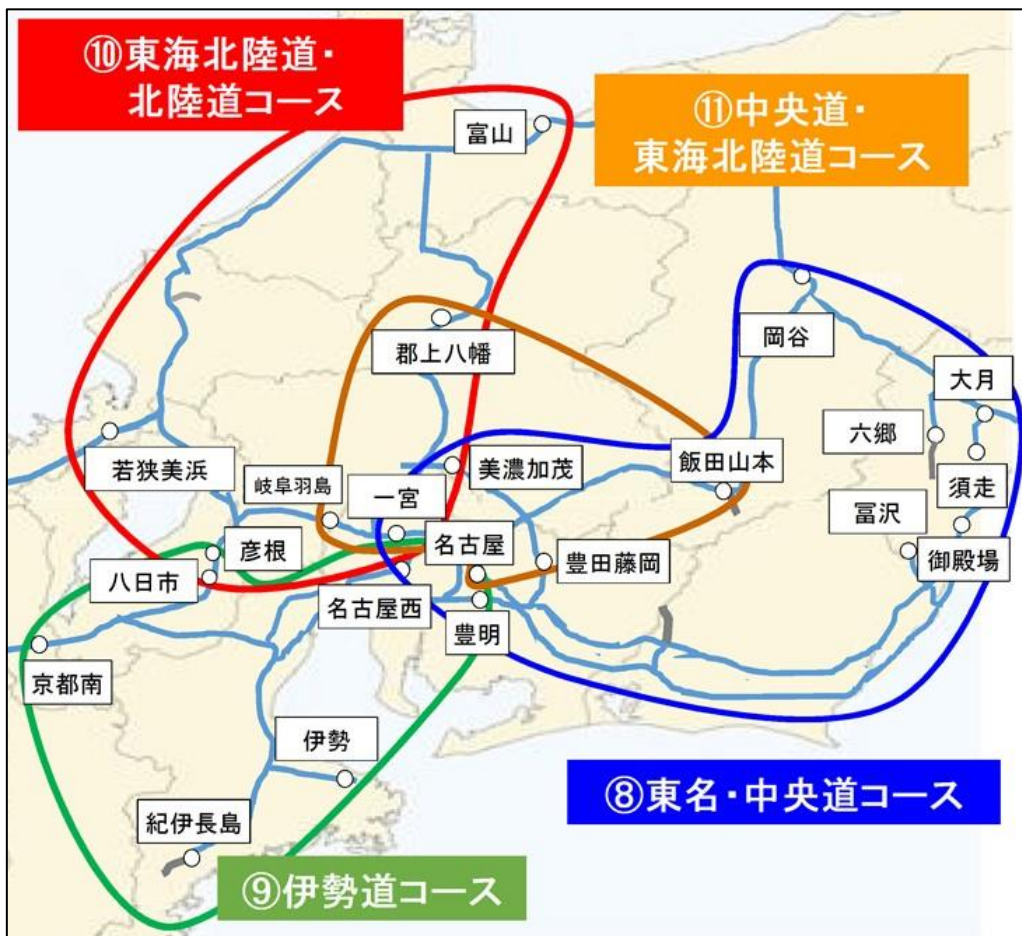 ⑩東海北陸道・
北陸道コース
⑪中央道・
東海北陸道コース
富山
岡谷
郡上八幡
大月
六郷
若狭美浜
岐阜羽島
一宮
美濃加茂
飯田山本
須走
冨沢
彦根
名古屋
豊田藤岡
御殿場
八日市
名古屋西
豊明
京都南
伊勢
⑧東名・中央道コース
紀伊長島
⑨伊勢道コース